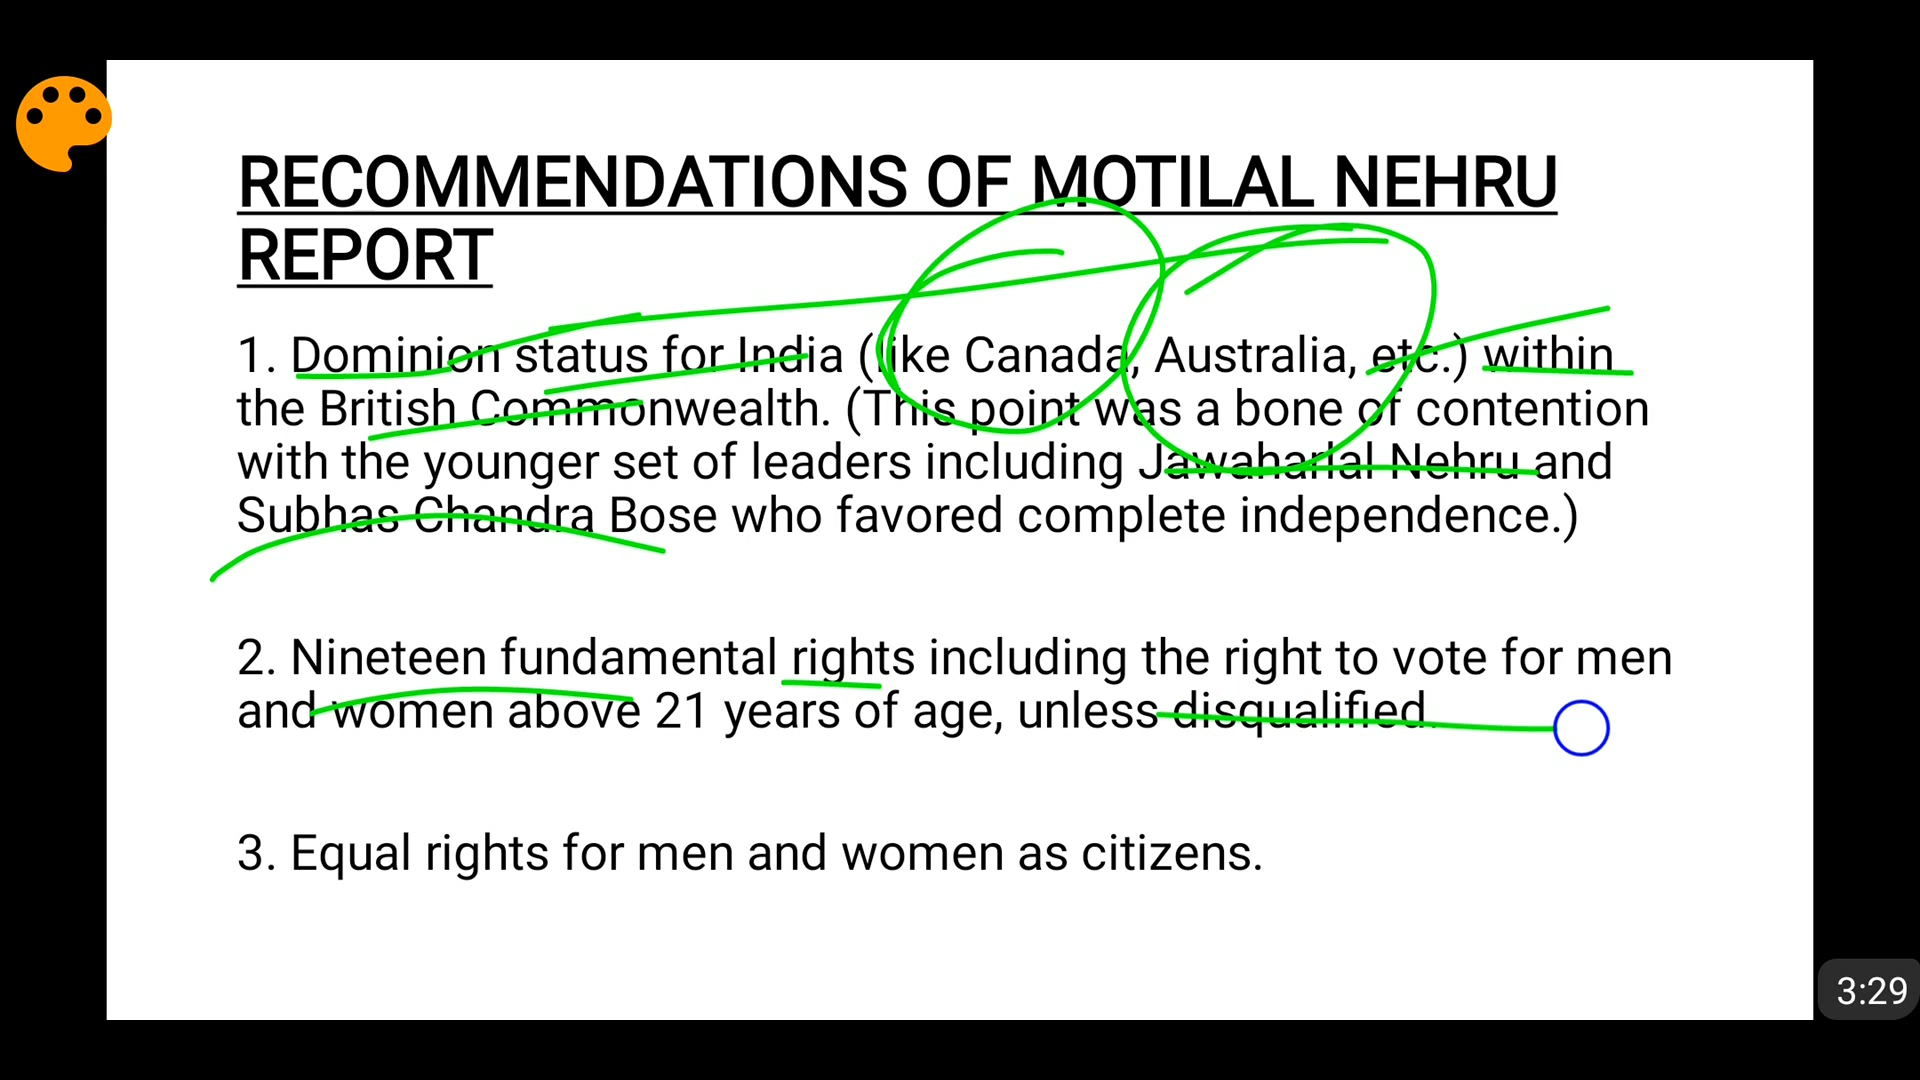 RECOMMENDATIONS OF MOTILAL NEHRU
REPORT
1. Dominion status for India (like Canada, Australia, etc.) within
the British Commonwealth. (This point was a bone of contention
with the younger set of leaders including Jawaharlal Nehru and
Subhas Chandra Bose who favored complete independence.)
2. Nineteen fundamental rights including the right to vote for men
and women above 21 years of age, unless disqualified.
3. Equal rights for men and women as citizens.
3:29